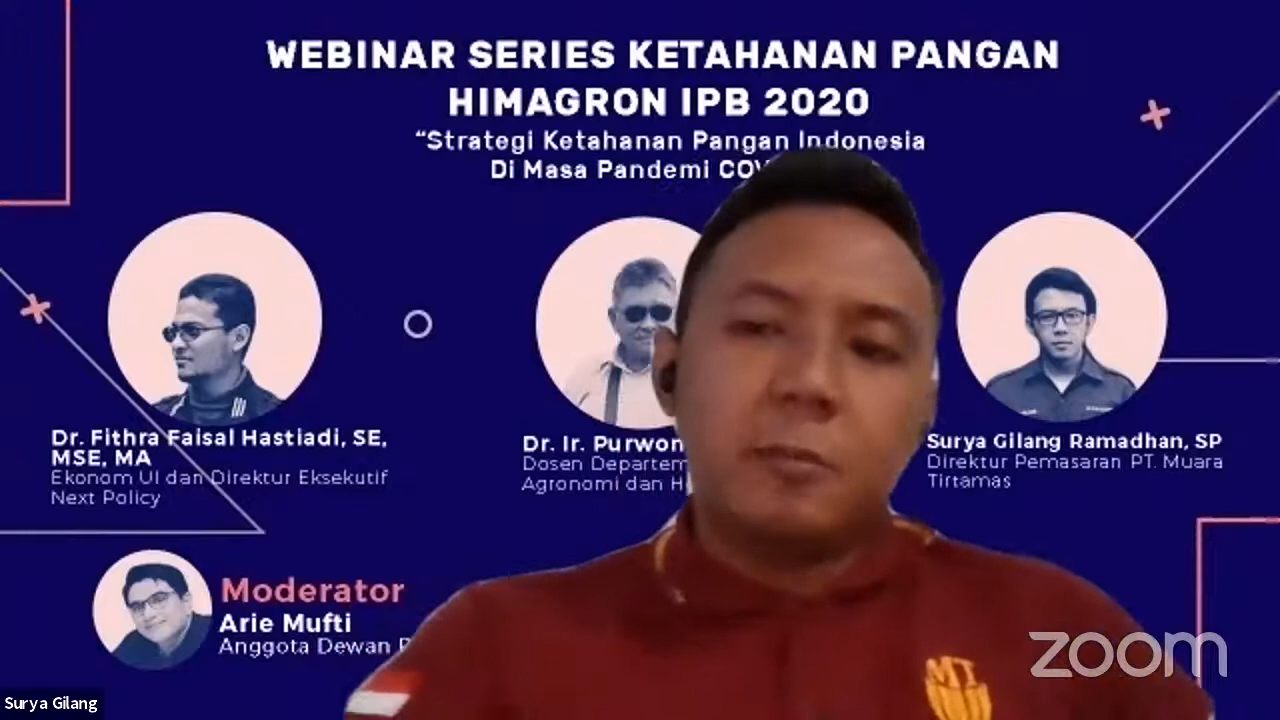 WEBINAR SERIES KETAHANAN PANGAN
HIMAGRON IPB 2020
“Strategi Ketahanan Pangan Indonesia
Di Masa Pandemi
Dr. Fithra Faisal Hastiadi, SE,
MSE, MA
Ekonom UI dan Direktur Eksekutif
Next Policy
Dr. Ir.
Dosen
Agronomi dan
Surya Gilang Ramadhan, SP
Direktur Pemasaran PT. Muara
Tirtamas
Moderator
Arie Mufti
Anggota Dewan
MT
zoom
Surya Gilang